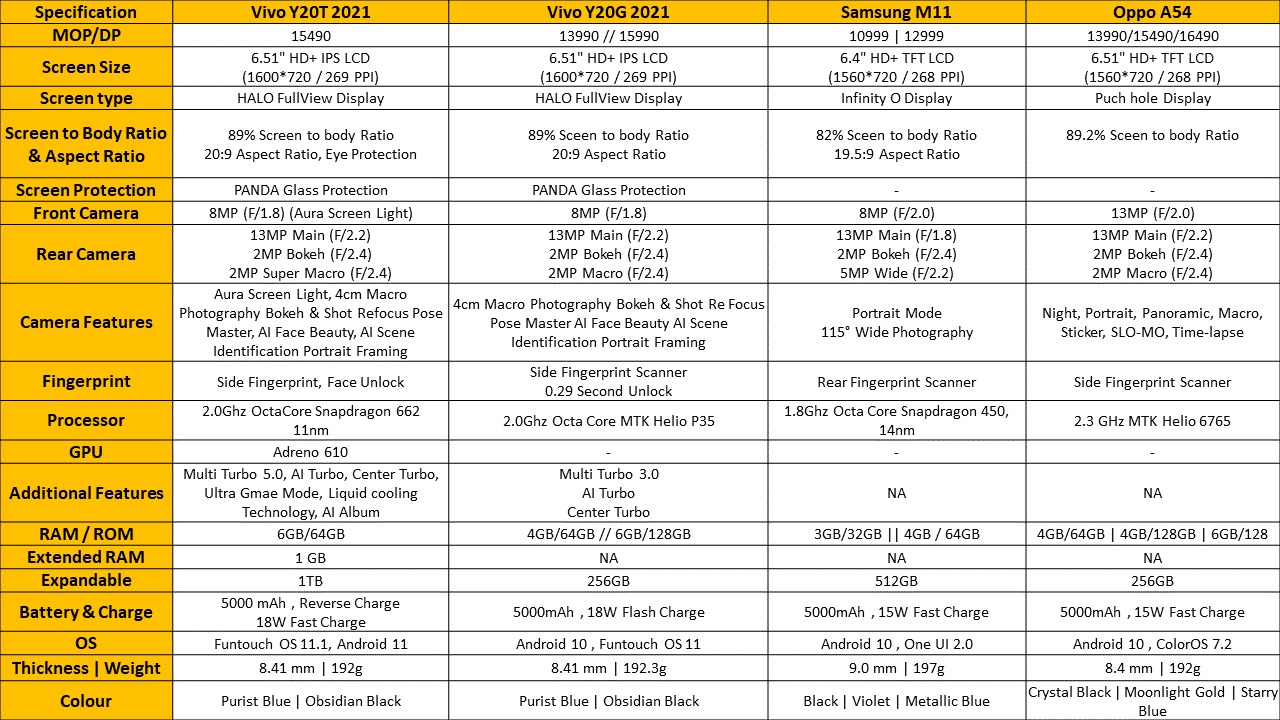 Specification Vivo Y20T 2021 Vivo Y20G 2021 Samsung M11 Oppo A54
MOP/DP 15490 13990 // 15990 10999 | 12999 13990/15490/16490
Screen Size
6.51" HD+ IPS LCD
(1600*720 / 269 PPI)
6.51" HD+ IPS LCD
(1600*720 / 269 PPI)
6.4" HD+ TFT LCD
(1560*720 / 268 PPI)
6.51" HD+ TFT LCD
(1560*720 / 268 PPI)
Screen type HALO FullView Display HALO FullView Display Infinity O Display Puch hole Display
Screen to Body Ratio
& Aspect Ratio
89% Screen to body Ratio
20:9 Aspect Ratio, Eye Protection
89% Sceen to body Ratio
20:9 Aspect Ratio
82% Sceen to body Ratio
19.5:9 Aspect Ratio
89.2% Sceen to body Ratio
Screen Protection PANDA Glass Protection PANDA Glass Protection - -
Front Camera 8MP (F/1.8) (Aura Screen Light) 8MP (F/1.8) 8MP (F/2.0) 13MP (F/2.0)
Rear Camera
13MP Main (F/2.2)
2MP Bokeh (F/2.4)
2MP Super Macro (F/2.4)
13MP Main (F/2.2)
2MP Bokeh (F/2.4)
2MP Macro (F/2.4)
13MP Main (F/1.8)
2MP Bokeh (F/2.4)
5MP Wide (F/2.2)
13MP Main (F/2.2)
2MP Bokeh (F/2.4)
2MP Macro (F/2.4)
Camera Features
Aura Screen Light, 4cm Macro
Photography Bokeh & Shot Refocus Pose
Master, AI Face Beauty, AI Scene
Identification Portrait Framing
4cm Macro Photography Bokeh & Shot Re Focus
Pose Master AI Face Beauty AI Scene
Identification Portrait Framing
Portrait Mode
115° Wide Photography
Night, Portrait, Panoramic, Macro,
Sticker, SLO-MO, Time-lapse
Fingerprint
Side Fingerprint, Face Unlock
Side Fingerprint Scanner
0.29 Second Unlock
Rear Fingerprint Scanner
Side Fingerprint Scanner
Processor
2.0Ghz OctaCore Snapdragon 662
11nm
2.0Ghz Octa Core MTK Helio P35
1.8Ghz Octa Core Snapdragon 450,
14nm
2.3 GHz MTK Helio 6765
GPU Adreno 610 - - -
Additional Features
Multi Turbo 5.0, AI Turbo, Center Turbo,
Ultra Gmae Mode, Liquid cooling
Technology, AI Album
Multi Turbo 3.0
AI Turbo
Center Turbo
NA
NA
RAM / ROM 6GB/64GB 4GB/64GB // 6GB/128GB 3GB/32GB || 4GB / 64GB 4GB/64GB | 4GB/128GB | 6GB/128
Extended RAM 1 GB NA NA NA
Expandable 1TB 256GB 512GB 256GB
Battery & Charge
5000 mAh , Reverse Charge
18W Fast Charge
5000mAh , 18W Flash Charge
5000mAh , 15W Fast Charge
5000mAh , 15W Fast Charge
OS Funtouch OS 11.1, Android 11 Android 10 , Funtouch OS 11 Android 10 , One UI 2.0 Android 10 , ColorOS 7.2
Thickness | Weight 8.41 mm | 192g 8.41 mm | 192.3g 9.0 mm | 197g 8.4 mm | 192g
Colour
Purist Blue | Obsidian Black
Purist Blue | Obsidian Black
Black | Violet | Metallic Blue
Crystal Black | Moonlight Gold | Starry
Blue